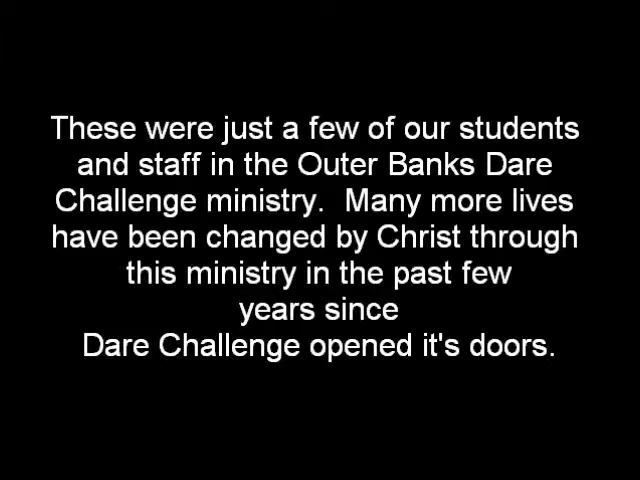 These were just a few of our students
and staff in the Outer Banks Dare
Challenge ministry.  Many more lives
have been changed by Christ through
this ministry in the past few
years since
Dare Challenge opened it's doors.